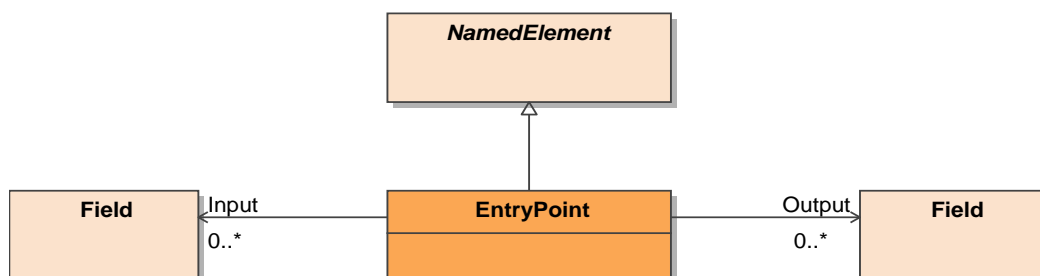 NamedElement
Field
Input
0..*
EntryPoint
Output
0..*
Field